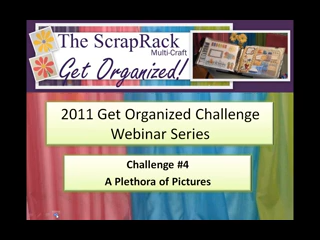 The ScrapRack
Multi-Craft
Get Organized!
2011 Get Organized Challenge
Webinar Series
Challenge #4
A Plethora of Pictures